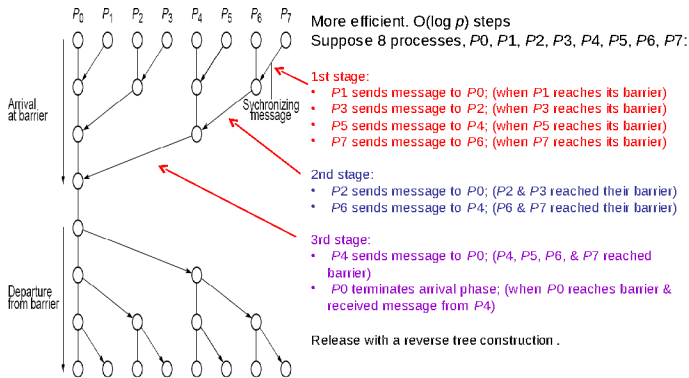 P0 P1 P2 P3 P4 P5 P6 P7
More efficient. O(log p) steps
Suppose 8 processes, P0, P1, P2, P3, P4, P5, P6, P7:
1st stage:
• P1 sends message to P0; (when P1 reaches its barrier)
• P3 sends message to P2; (when P3 reaches its barrier)
• P5 sends message to P4; (when P5 reaches its barrier)
• P7 sends message to P6; (when P7 reaches its barrier)
Arrival
at barrier
Sychronizing
message
2nd stage:
• P2 sends message to P0; (P2 & P3 reached their barrier)
• P6 sends message to P4; (P6 & P7 reached their barrier)
3rd stage:
• P4 sends message to P0; (P4, P5, P6, & P7 reached
barrier)
• P0 terminates arrival phase; (when P0 reaches barrier &
received message from P4)
Departure
from barrier
Release with a reverse tree construction .